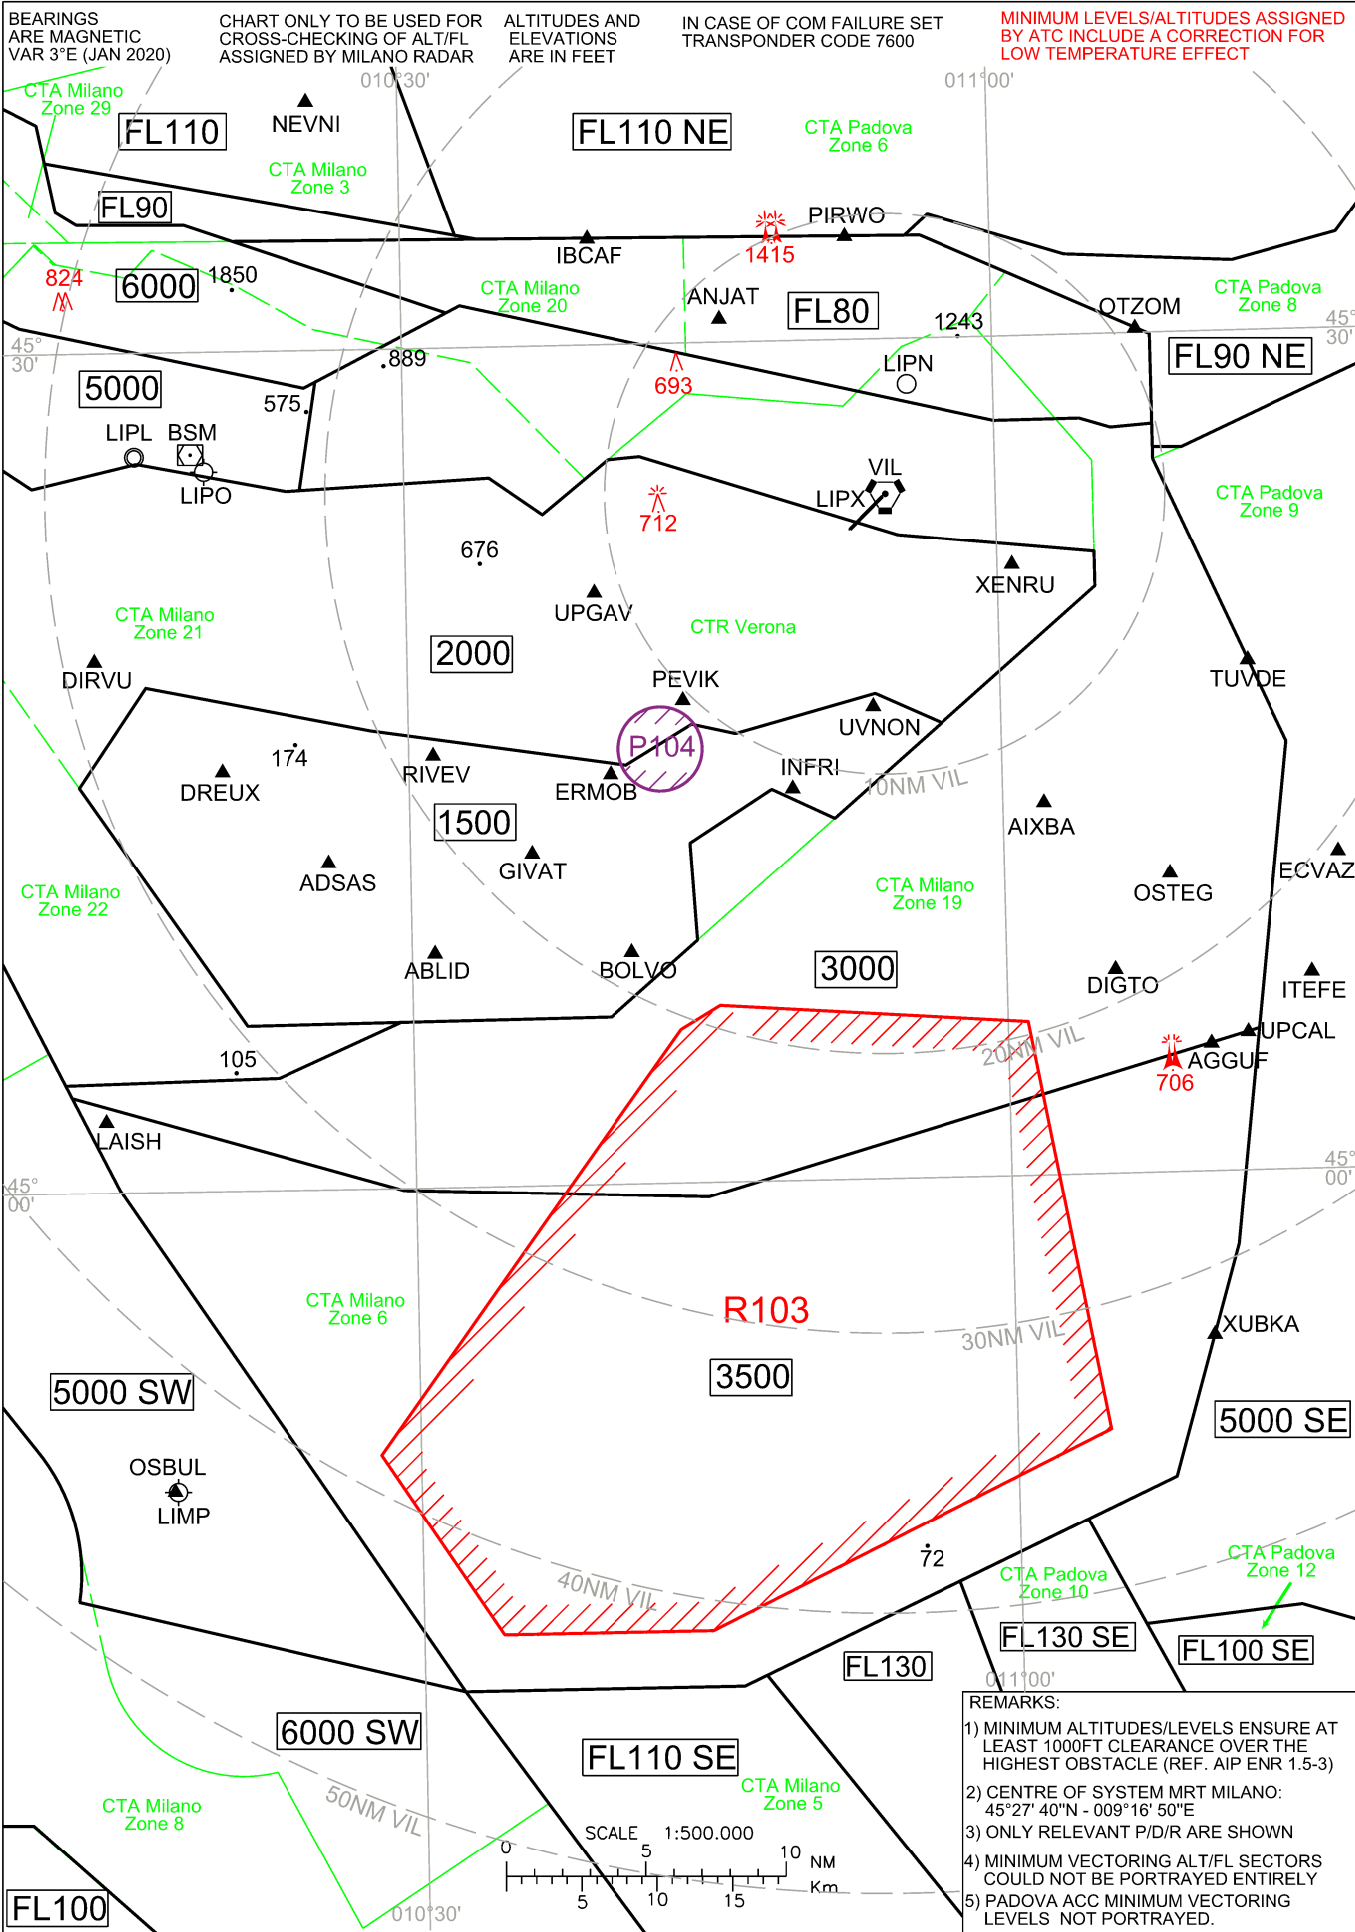 BEARINGS
ARE MAGNETIC
VAR 3°E (JAN 2020)
CHART ONLY TO BE USED FOR
CROSS-CHECKING OF ALT/FL
ASSIGNED BY MILANO RADAR
ALTITUDES AND
ELEVATIONS
ARE IN FEET
IN CASE OF COM FAILURE SET
TRANSPONDER CODE 7600
MINIMUM LEVELS/ALTITUDES ASSIGNED
BY ATC INCLUDE A CORRECTION FOR
LOW TEMPERATURE EFFECT
010°30'
011°00'
CTA Milano
Zone 29
FL110
NEVNI
FL110 NE
CTA Padova
Zone 6
CTA Milano
Zone 3
FL90
PIRWO
IBCAF
1415
824
6000
1850
CTA Milano
Zone 20
ANJAT
FL80
CTA Padova
Zone 8
OTZOM
1243
45°
30'
45°
30'
889
LIPN
FL90 NE
693
5000
575
LIPL
BSM
LIPO
VIL
LIPX
712
CTA Padova
Zone 9
676
XENRU
UPGAV
CTA Milano
Zone 21
CTR Verona
2000
DIRVU
PEVIK
TUVDE
UVNON
P104
174
RIVEV
INFRI
DREUX
ERMOB
10NM VIL
1500
AIXBA
ADSAS
GIVAT
ECVAZ
OSTEG
CTA Milano
Zone 22
CTA Milano
Zone 19
ABLID
BOLVO
3000
DIGTO
ITEFE
UPCAL
20NM VIL
AGGUF
105
706
LAISH
45°
00'
45°
00'
CTA Milano
Zone 6
R103
XUBKA
30NM VIL
3500
5000 SW
5000 SE
OSBUL
LIMP
72
CTA Padova
Zone 12
CTA Padova
Zone 10
40NM VIL
FL130 SE
FL100 SE
FL130
011°00'
6000 SW
FL110 SE
CTA Milano
Zone 5
CTA Milano
Zone 8
50NM VIL
SCALE 1:500.000
0 5 10 NM
5 10 15 Km
FL100
010°30'
REMARKS:
1) MINIMUM ALTITUDES/LEVELS ENSURE AT
LEAST 1000FT CLEARANCE OVER THE
HIGHEST OBSTACLE (REF. AIP ENR 1.5-3)
2) CENTRE OF SYSTEM MRT MILANO:
45°27' 40"N - 009°16' 50"E
3) ONLY RELEVANT P/D/R ARE SHOWN
4) MINIMUM VECTORING ALT/FL SECTORS
COULD NOT BE PORTRAYED ENTIRELY
5) PADOVA ACC MINIMUM VECTORING
LEVELS NOT PORTRAYED.